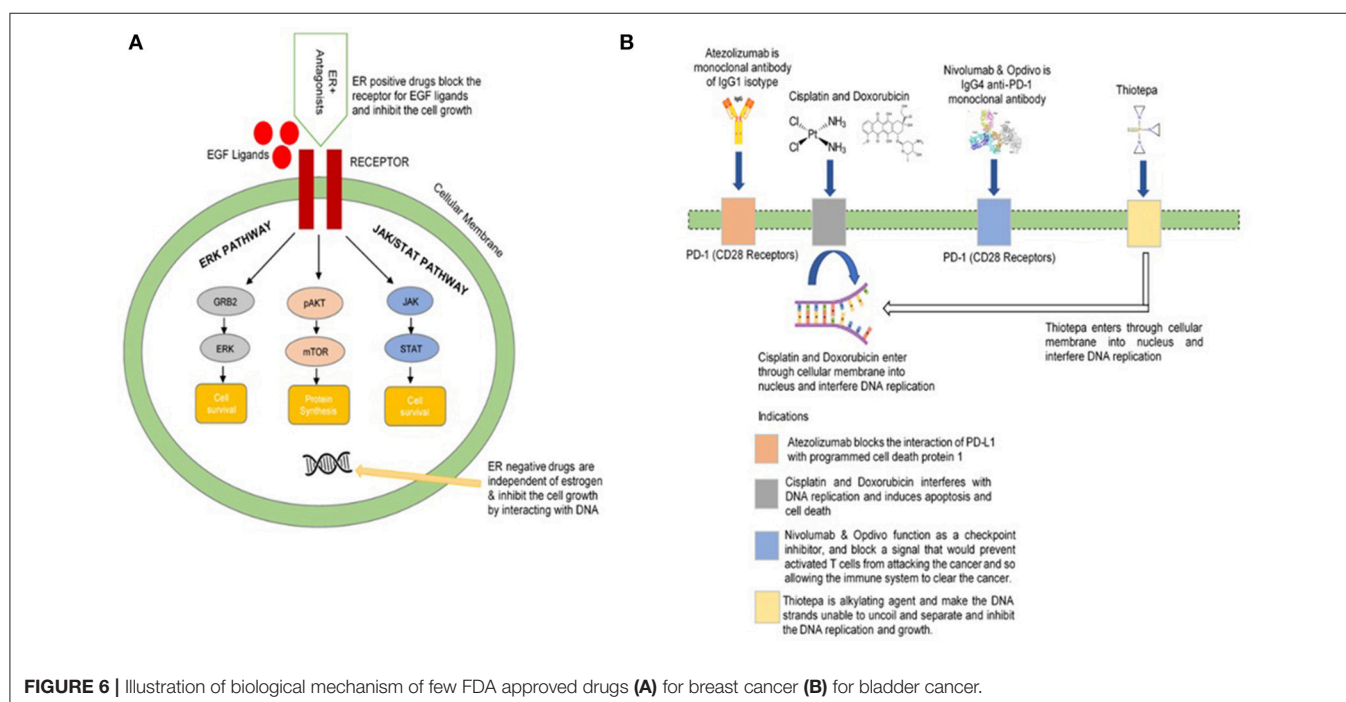 A
ER+
Antagonists
ER positive drugs block the
receptor for EGF ligands
and inhibit the cell growth
EGF Ligands
RECEPTOR
Cellular Membrane
ERK PATHWAY
JAK/STAT PATHWAY
GRB2
pAKT
JAK
ERK
mTOR
STAT
Cell
survival
Protein
Synthesis
Cell
survival
ER negative drugs are
independent of estrogen
& inhibit the cell growth
by interacting with DNA
B
Atezolizumab is
monoclonal antibody
of IgG1 isotype
Cisplatin and Doxorubicin
Nivolumab & Opdivo is
IgG4 anti-PD-1
monoclonal antibody
Thiotepa
IgG
Cl
NH3
Pt
Cl
NH3
PD-1 (CD28 Receptors)
PD-1 (CD28 Receptors)
Cisplatin and Doxorubicin enter
through cellular membrane into
nucleus and interfere DNA replication
Thiotepa enters through cellular
membrane into nucleus and
interfere DNA replication
Indications
Atezolizumab blocks the interaction of PD-L1
with programmed cell death protein 1
Cisplatin and Doxorubicin interferes with
DNA replication and induces apoptosis and
cell death
Nivolumab & Opdivo function as a checkpoint
inhibitor, and block a signal that would prevent
activated T cells from attacking the cancer and so
allowing the immune system to clear the cancer.
Thiotepa is alkylating agent and make the DNA
strands unable to uncoil and separate and inhibit
the DNA replication and growth.
FIGURE 6 | Illustration of biological mechanism of few FDA approved drugs (A) for breast cancer (B) for bladder cancer.